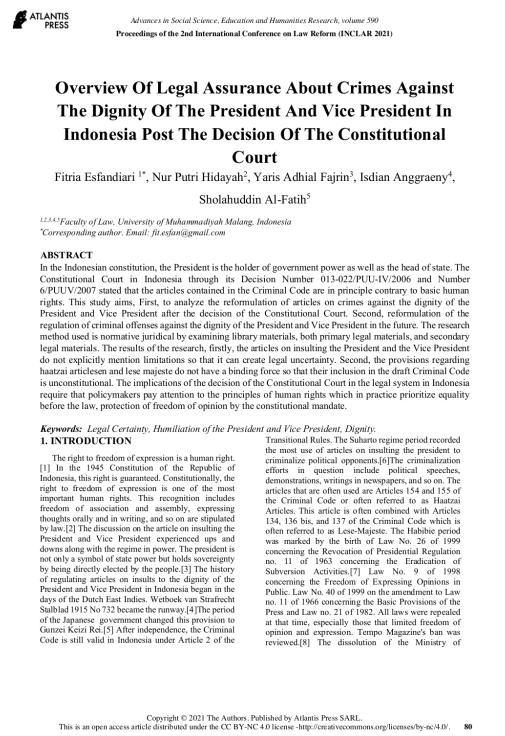 ATLANTIS
PRESS
Advances in Social Science, Education and Humanities Research, volume 590
Proceedings of the 2nd International Conference on Law Reform (INCLAR 2021)
Overview Of Legal Assurance About Crimes Against
The Dignity Of The President And Vice President In
Indonesia Post The Decision Of The Constitutional
Court
Fitria Esfandiari 1*, Nur Putri Hidayah2, Yaris Adhial Fajrin3, Isdian Anggraeny4,
Sholahuddin Al-Fatih5
1,2,3,4,5Faculty of Law, University of Muhammadiyah Malang, Indonesia
*Corresponding author. Email: fit.esfan@gmail.com
ABSTRACT
In the Indonesian constitution, the President is the holder of government power as well as the head of state. The
Constitutional Court in Indonesia through its Decision Number 013-022/PUU-IV/2006 and Number
6/PUUV/2007 stated that the articles contained in the Criminal Code are in principle contrary to basic human
rights. This study aims, First, to analyze the reformulation of articles on crimes against the dignity of the
President and Vice President after the decision of the Constitutional Court. Second, reformulation of the
regulation of criminal offenses against the dignity of the President and Vice President in the future. The research
method used is normative juridical by examining library materials, both primary legal materials, and secondary
legal materials. The results of the research, firstly, the articles on insulting the President and the Vice President
do not explicitly mention limitations so that it can create legal uncertainty. Second, the provisions regarding
haatzai articlesen and lese majeste do not have a binding force so that their inclusion in the draft Criminal Code
is unconstitutional. The implications of the decision of the Constitutional Court in the legal system in Indonesia
require that policymakers pay attention to the principles of human rights which in practice prioritize equality
before the law, protection of freedom of opinion by the constitutional mandate.
Keywords: Legal Certainty, Humiliation of the President and Vice President, Dignity.
1. INTRODUCTION
The right to freedom of expression is a human right.
[1] In the 1945 Constitution of the Republic of
Indonesia, this right is guaranteed. Constitutionally, the
right to freedom of expression is one of the most
important human rights. This recognition includes
freedom of association and assembly, expressing
thoughts orally and in writing, and so on are stipulated
by law.[2] The discussion on the article on insulting the
President and Vice President experienced ups and
downs along with the regime in power. The president is
not only a symbol of state power but holds sovereignty
by being directly elected by the people.[3] The history
of regulating articles on insults to the dignity of the
President and Vice President in Indonesia began in the
days of the Dutch East Indies. Wetboek van Strafrecht
Stalblad 1915 No 732 became the runway.[4]The period
of the Japanese government changed this provision to
Gunzei Keizi Rei.[5] After independence, the Criminal
Code is still valid in Indonesia under Article 2 of the
Transitional Rules. The Suharto regime period recorded
the most use of articles on insulting the president to
criminalize political opponents.[6]The criminalization
efforts in question include political speeches,
demonstrations, writings in newspapers, and so on. The
articles that are often used are Articles 154 and 155 of
the Criminal Code or often referred to as Haatzai
Articles. This article is often combined with Articles
134, 136 bis, and 137 of the Criminal Code which is
often referred to as Lese-Majeste. The Habibie period
was marked by the birth of Law No. 26 of 1999
concerning the Revocation of Presidential Regulation
no. 11 of 1963 concerning the Eradication of
Subversion Activities.[7] Law No. 9 of 1998
concerning the Freedom of Expressing Opinions in
Public. Law No. 40 of 1999 on the amendment to Law
no. 11 of 1966 concerning the Basic Provisions of the
Press and Law no. 21 of 1982. All laws were repealed
at that time, especially those that limited freedom of
opinion and expression. Tempo Magazine's ban was
reviewed.[8] The dissolution of the Ministry of
Copyright © 2021 The Authors. Published by Atlantis Press SARL.
This is an open access article distributed under the CC BY-NC 4.0 license -http://creativecommons.org/licenses/by-nc/4.0/. 80